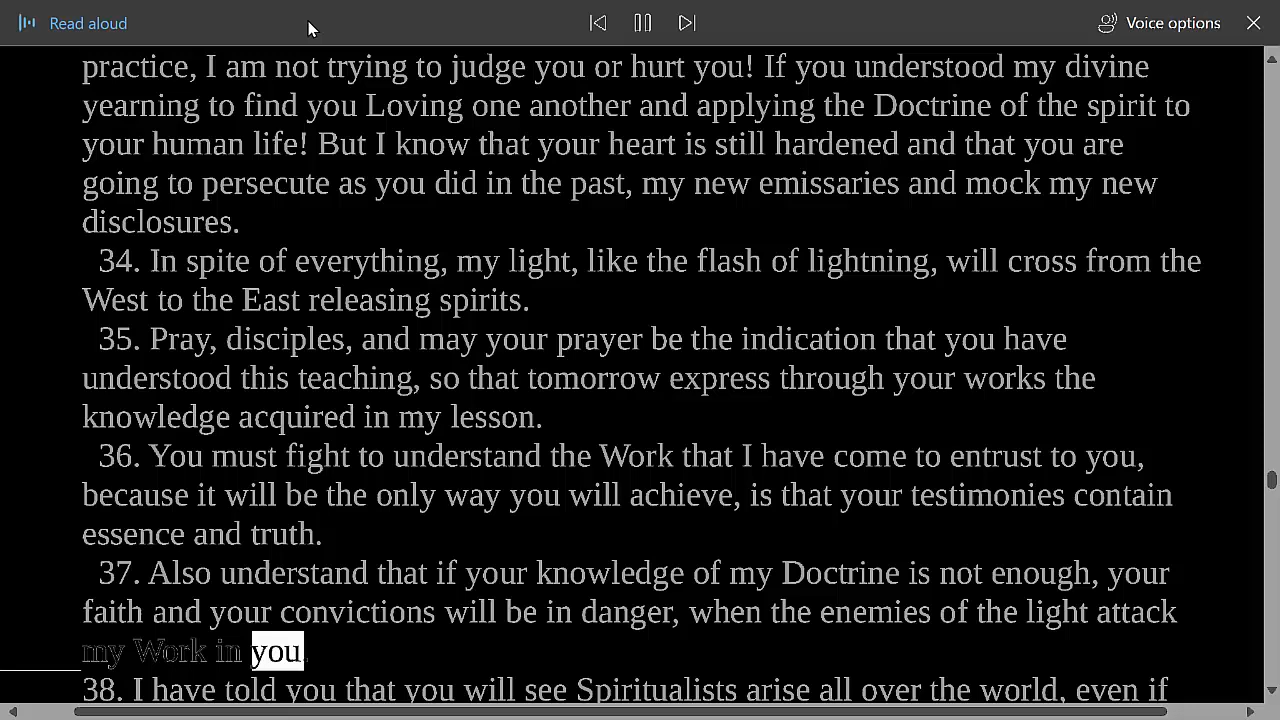 Read aloud
Voice options
practice, I am not trying to judge you or hurt you! If you understood my divine
yearning to find you Loving one another and applying the Doctrine of the spirit to
your human life! But I know that your heart is still hardened and that you are
going to persecute as you did in the past, my new emissaries and mock my new
disclosures.
34. In spite of everything, my light, like the flash of lightning, will cross from the
West to the East releasing spirits.
35. Pray, disciples, and may your prayer be the indication that you have
understood this teaching, so that tomorrow express through your works the
knowledge acquired in my lesson.
36. You must fight to understand the Work that I have come to entrust to you,
because it will be the only way you will achieve, is that your testimonies contain
essence and truth.
37. Also understand that if your knowledge of my Doctrine is not enough, your
faith and your convictions will be in danger, when the enemies of the light attack
my Work in you.
38. I have told you that you will see Spiritualists arise all over the world, even if